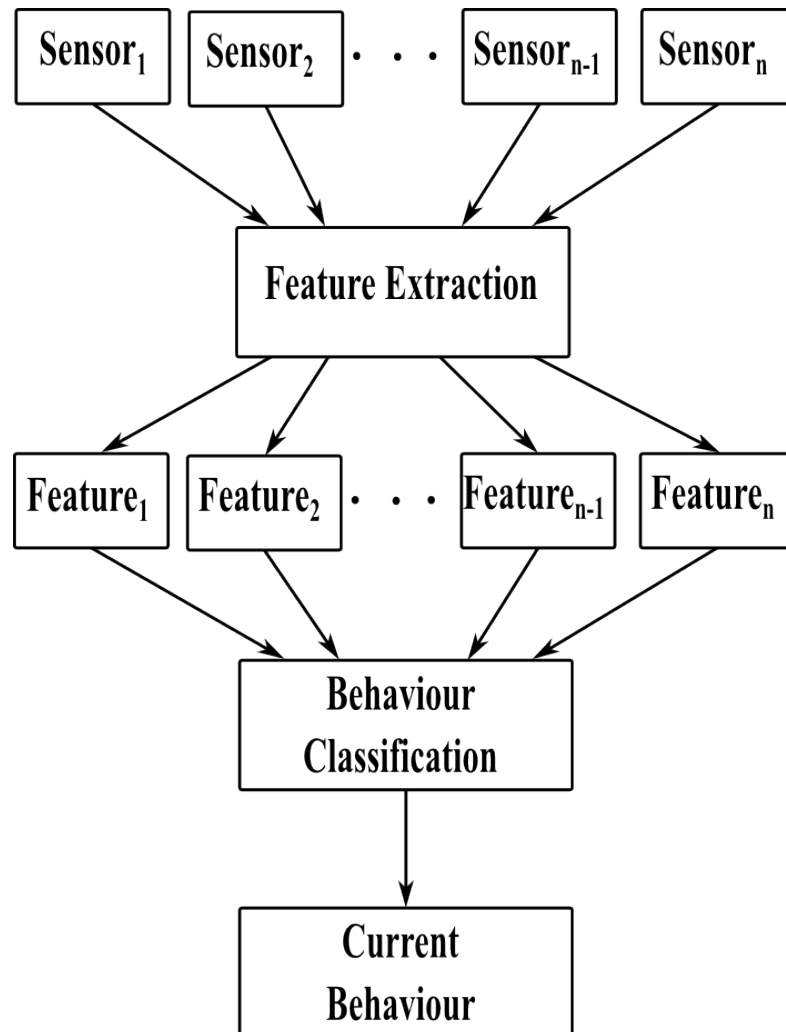 Sensor₁ Sensor₂ . . . Sensorₙ₋₁ Sensorₙ
Feature Extraction
Feature₁ Feature₂ . . . Featureₙ₋₁ Featureₙ
Behaviour
Classification
Current
Behaviour